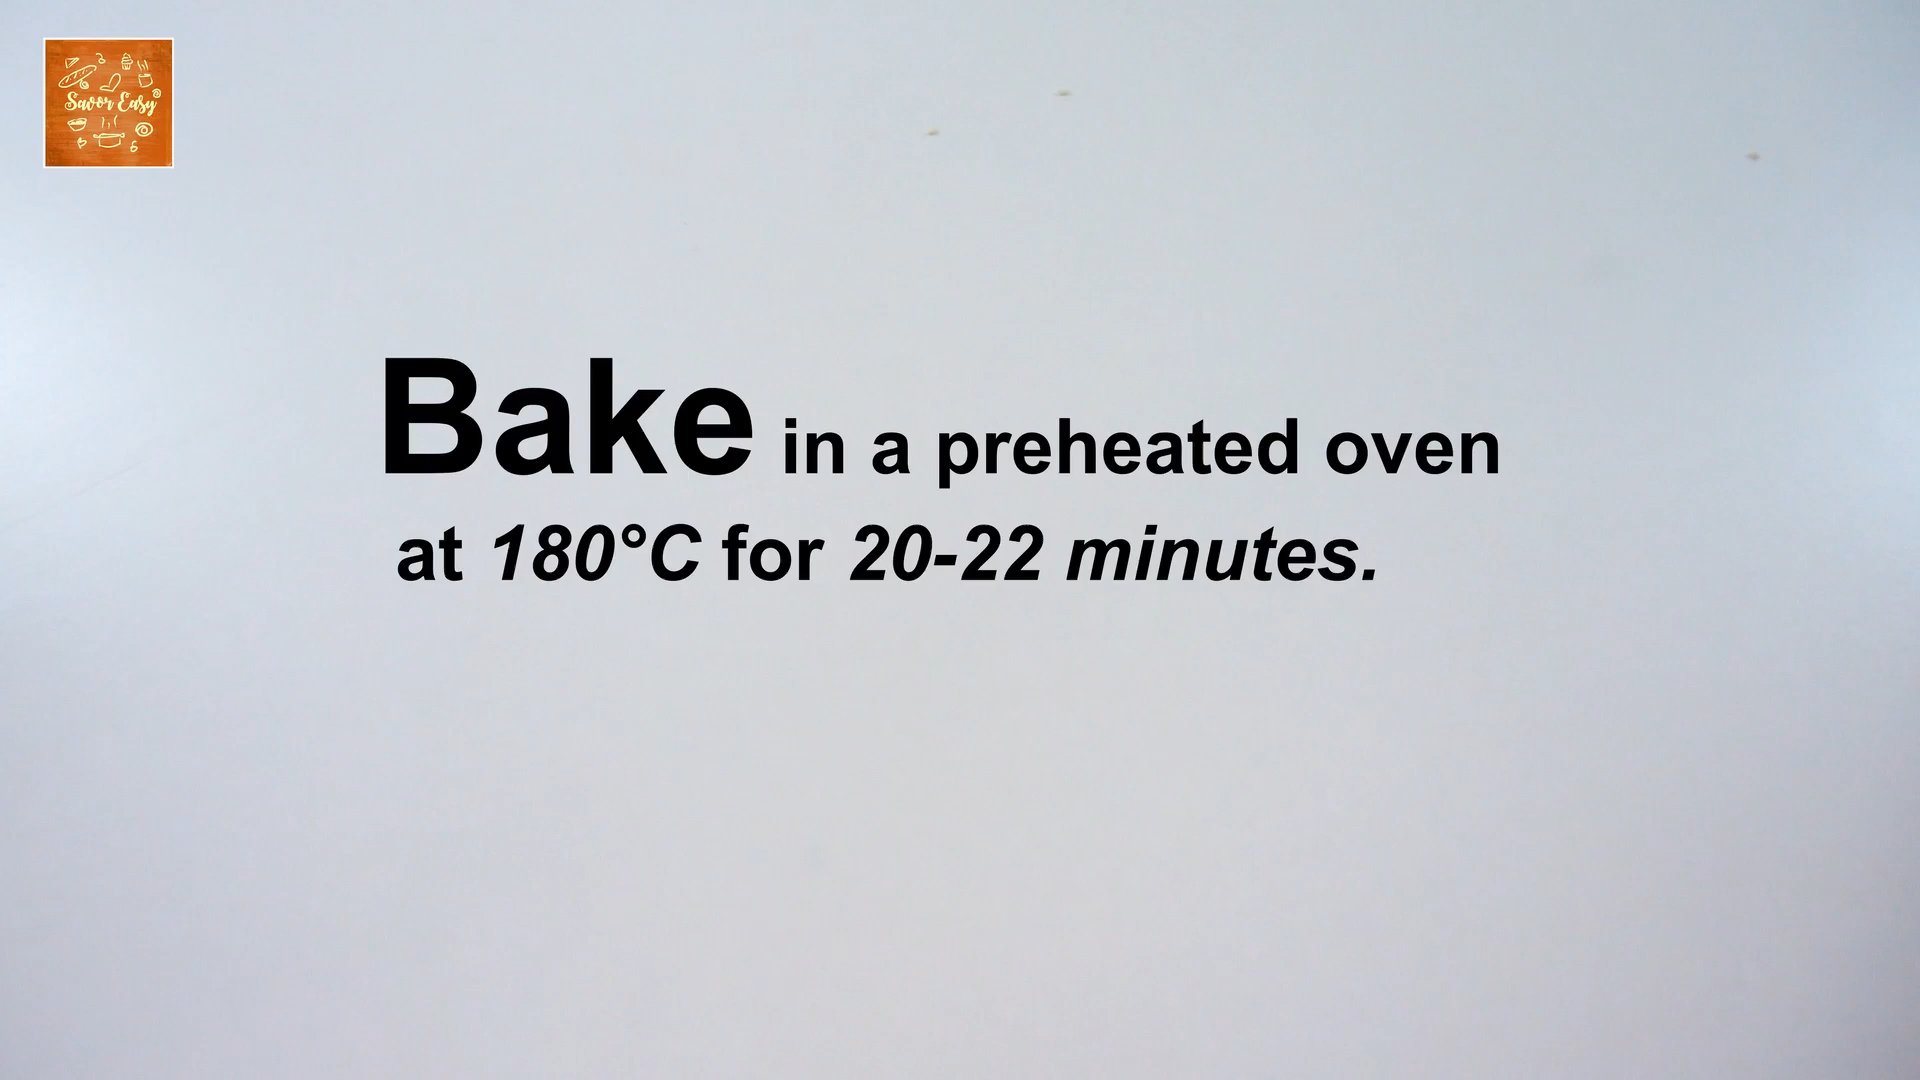 Savor Easy
Bake in a preheated oven
at 180°C for 20-22 minutes.